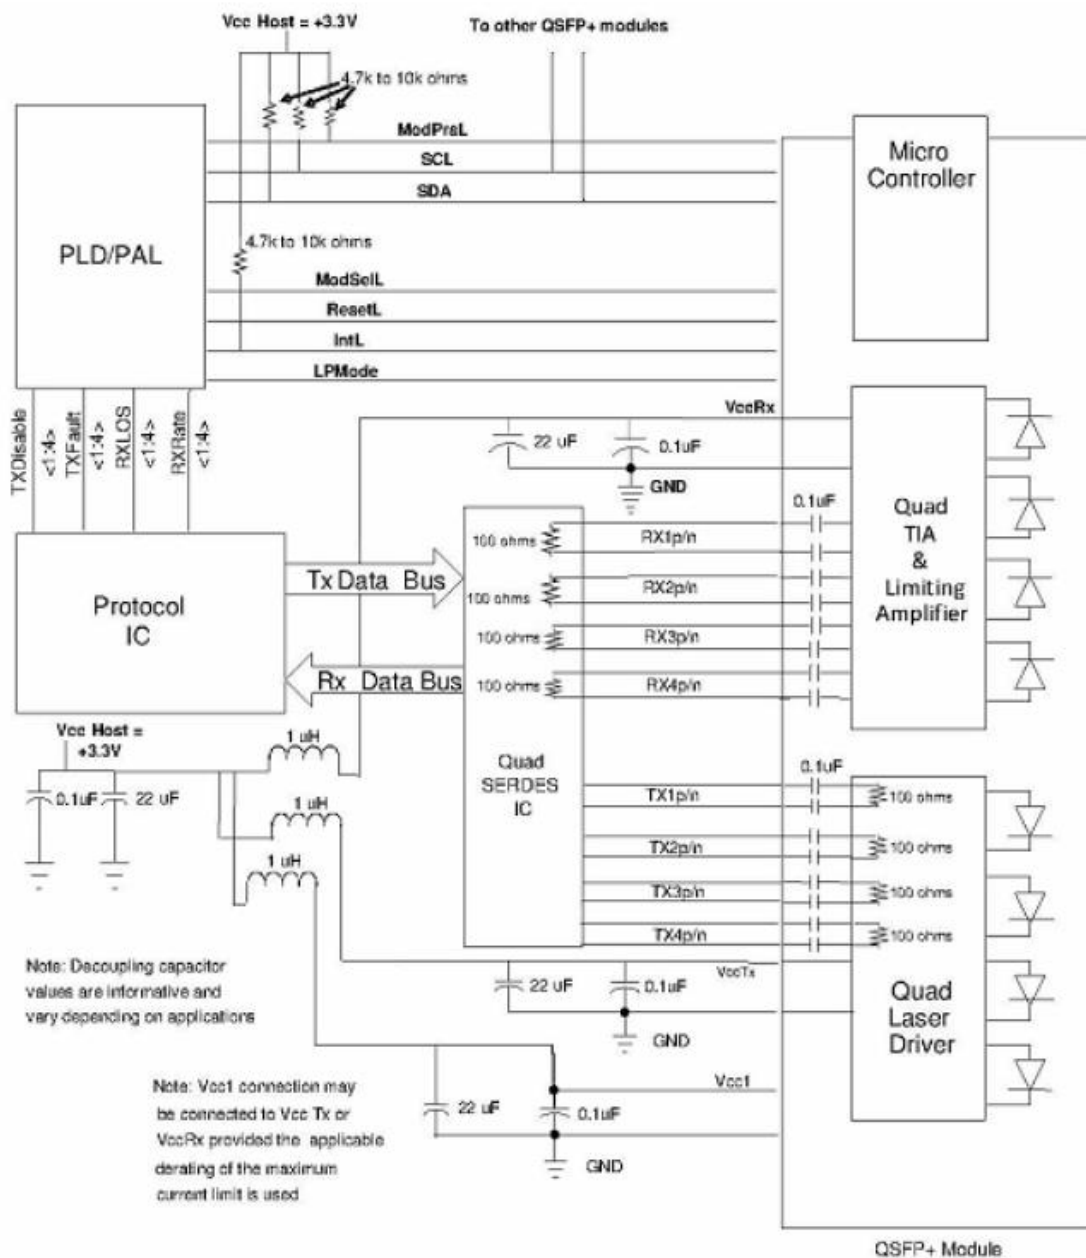 Vcc Host = +3.3V
To other QSFP+ modules
4.7k to 10k ohms
ModPrsL
SCL
SDA
Micro
Controller
PLD/PAL
4.7k to 10k ohms
ModSelL
ResetL
IntL
LPMode
TXDisable
<1:4>
TXFault
<1:4>
RXLOS
<1:4>
RXRate
<1:4>
VccRx
22 uF
0.1uF
GND
Protocol
IC
Tx Data Bus
Rx Data Bus
100 ohms
100 ohms
100 ohms
100 ohms
Quad
SERDES
IC
RX1p/n
RX2p/n
RX3p/n
RX4p/n
0.1uF
Quad
TIA
&
Limiting
Amplifier
Vcc Host =
+3.3V
0.1uF
22 uF
1 uH
1 uH
1 uH
TX1p/n
TX2p/n
TX3p/n
TX4p/n
0.1uF
100 ohms
100 ohms
100 ohms
100 ohms
Quad
Laser
Driver
VccTx
22 uF
0.1uF
GND
Note: Decoupling capacitor
values are informative and
vary depending on applications
Vcc1
22 uF
0.1uF
GND
Note: Vcc1 connection may
be connected to Vcc Tx or
VccRx provided the applicable
derating of the maximum
current limit is used
QSFP+ Module